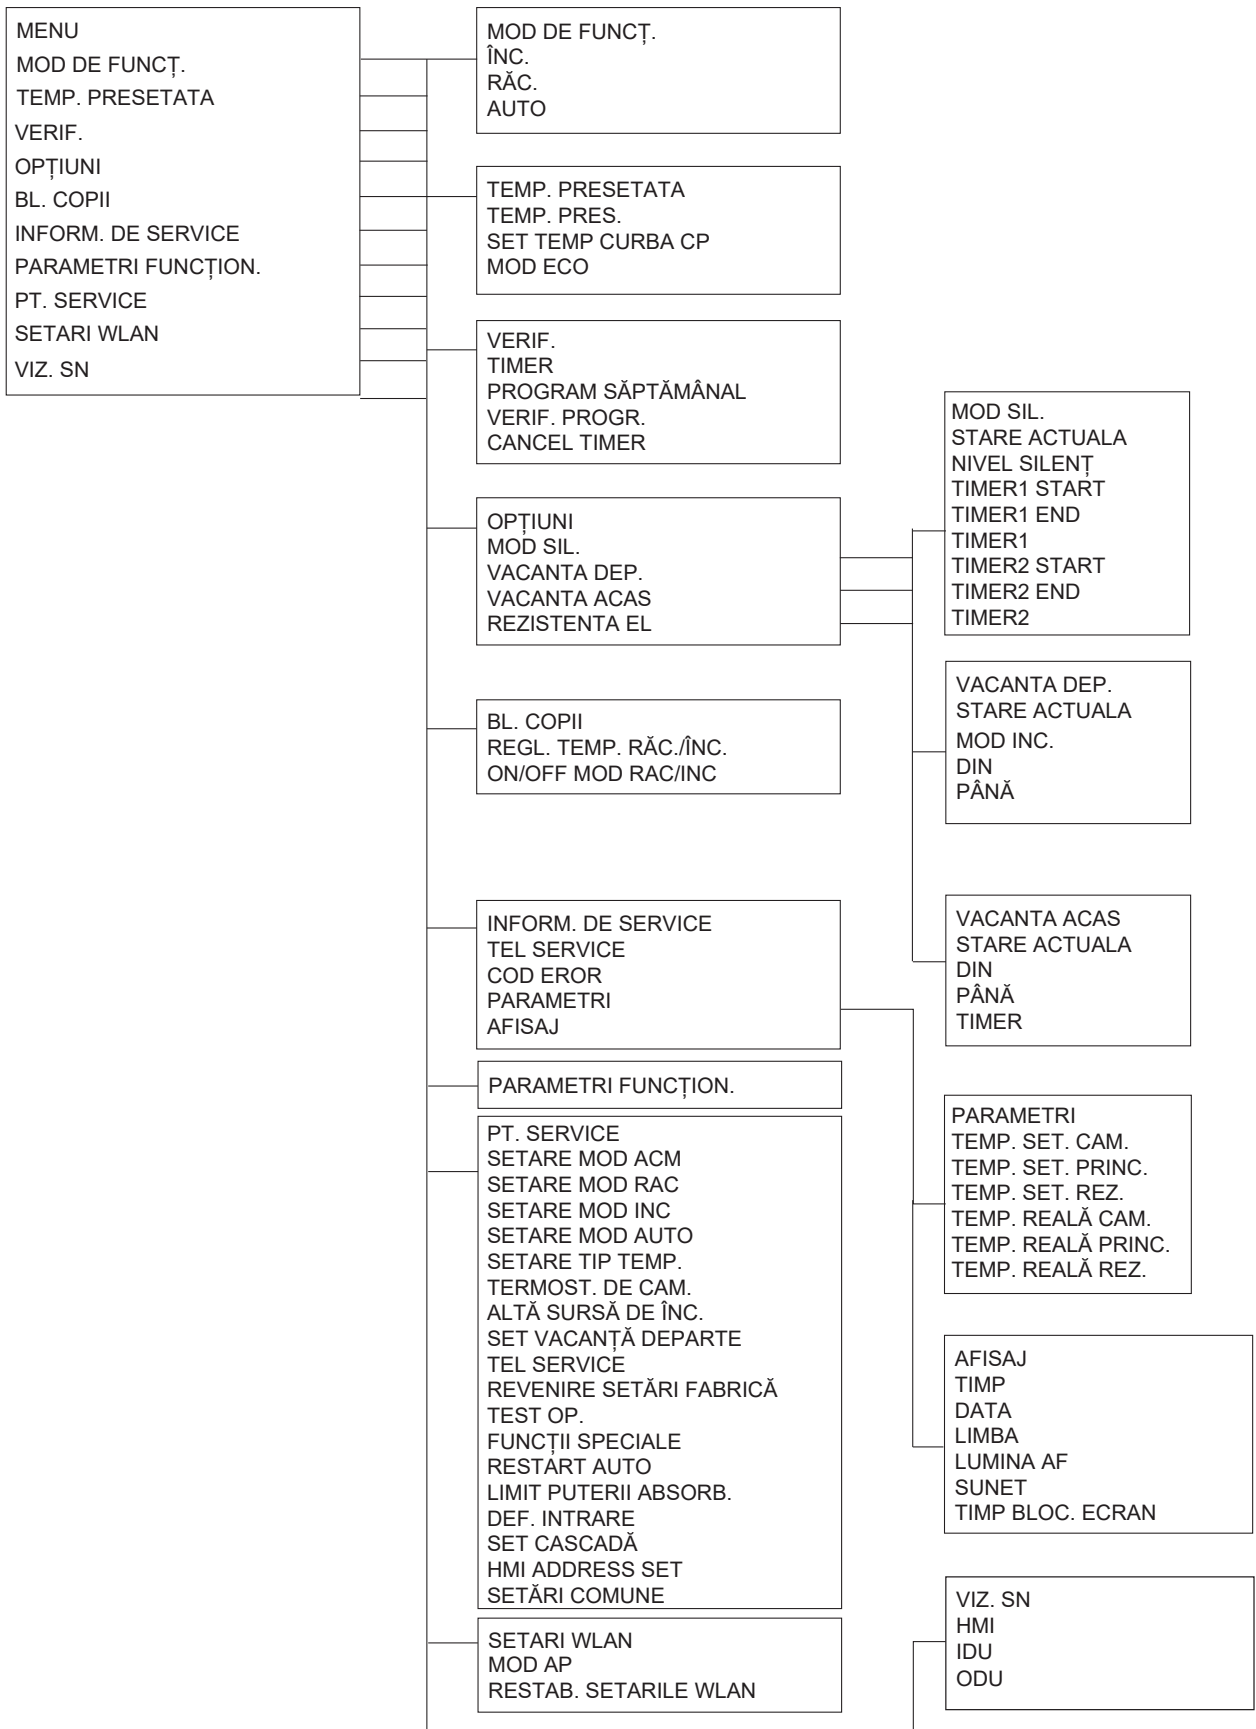 MENU
MOD DE FUNCȚ.
TEMP. PRESETATA
VERIF.
OPȚIUNI
BL. COPII
INFORM. DE SERVICE
PARAMETRI FUNCȚION.
PT. SERVICE
SETARI WLAN
VIZ. SN
MOD DE FUNCȚ.
ÎNC.
RĂC.
AUTO
TEMP. PRESETATA
TEMP. PRES.
SET TEMP CURBA CP
MOD ECO
VERIF.
TIMER
PROGRAM SĂPTĂMÂNAL
VERIF. PROGR.
CANCEL TIMER
OPȚIUNI
MOD SIL.
VACANTA DEP.
VACANTA ACAS
REZISTENTA EL
MOD SIL.
STARE ACTUALA
NIVEL SILENȚ
TIMER1 START
TIMER1 END
TIMER1
TIMER2 START
TIMER2 END
TIMER2
VACANTA DEP.
STARE ACTUALA
MOD INC.
DIN
PÂNĂ
VACANTA ACAS
STARE ACTUALA
DIN
PÂNĂ
TIMER
BL. COPII
REGL. TEMP. RĂC./ÎNC.
ON/OFF MOD RAC/INC
INFORM. DE SERVICE
TEL SERVICE
COD EROR
PARAMETRI
AFISAJ
PARAMETRI
TEMP. SET. CAM.
TEMP. SET. PRINC.
TEMP. SET. REZ.
TEMP. REALĂ CAM.
TEMP. REALĂ PRINC.
TEMP. REALĂ REZ.
AFISAJ
TIMP
DATA
LIMBA
LUMINA AF
SUNET
TIMP BLOC. ECRAN
PARAMETRI FUNCȚION.
PT. SERVICE
SETARE MOD ACM
SETARE MOD RAC
SETARE MOD INC
SETARE MOD AUTO
SETARE TIP TEMP.
TERMOST. DE CAM.
ALTĂ SURSĂ DE ÎNC.
SET VACANȚĂ DEPARTE
TEL SERVICE
REVENIRE SETĂRI FABRICĂ
TEST OP.
FUNCȚII SPECIALE
RESTART AUTO
LIMIT PUTERII ABSORB.
DEF. INTRARE
SET CASCADĂ
HMI ADDRESS SET
SETĂRI COMUNE
SETARI WLAN
MOD AP
RESTAB. SETARILE WLAN
VIZ. SN
HMI
IDU
ODU